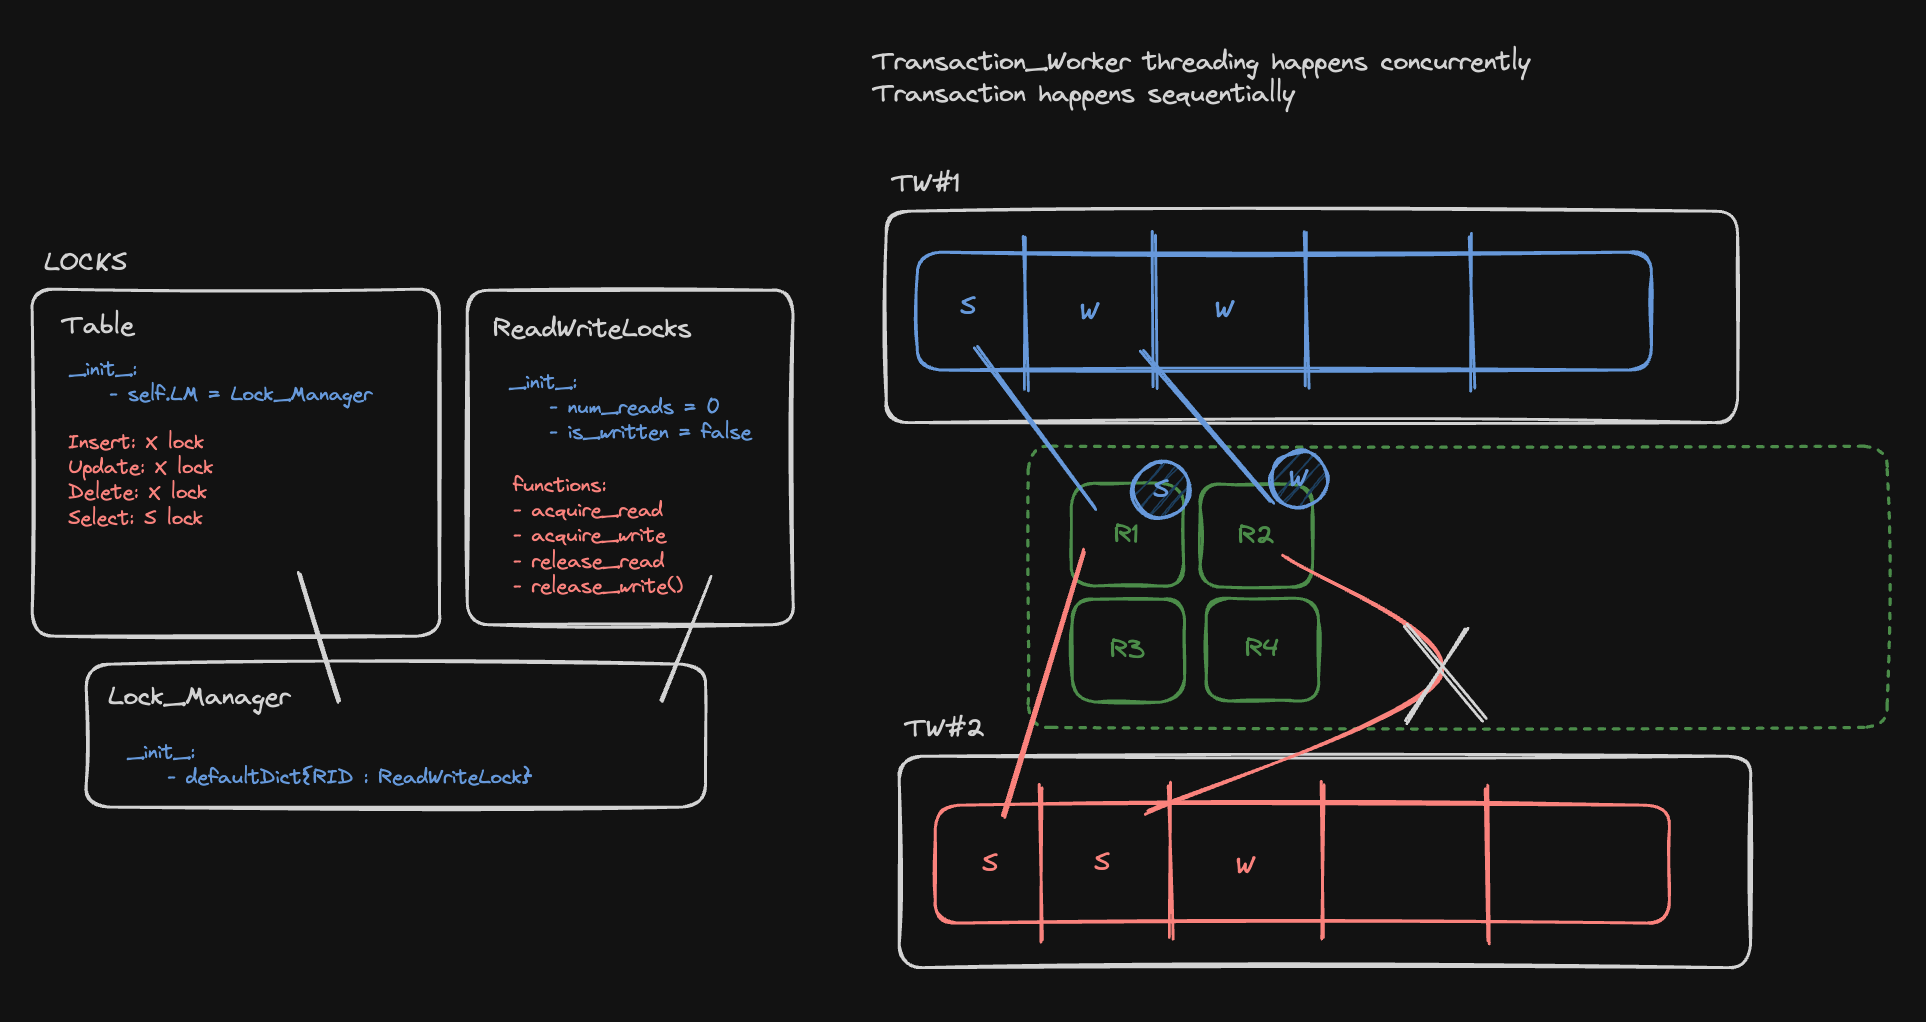 Transaction_Worker threading happens concurrently
Transaction happens sequentially
LOCKS
Table
__init__:
- self.LM = Lock_Manager
Insert: X lock
Update: X lock
Delete: X lock
Select: S lock
ReadWriteLocks
__init__:
- num_reads = 0
- is_written = false
functions:
- acquire_read
- acquire_write
- release_read
- release_write()
Lock_Manager
__init__:
- defaultDict{RID : ReadWriteLock}
TW#1
S
W
W
S
W
R1
R2
R3
R4
TW#2
S
S
W